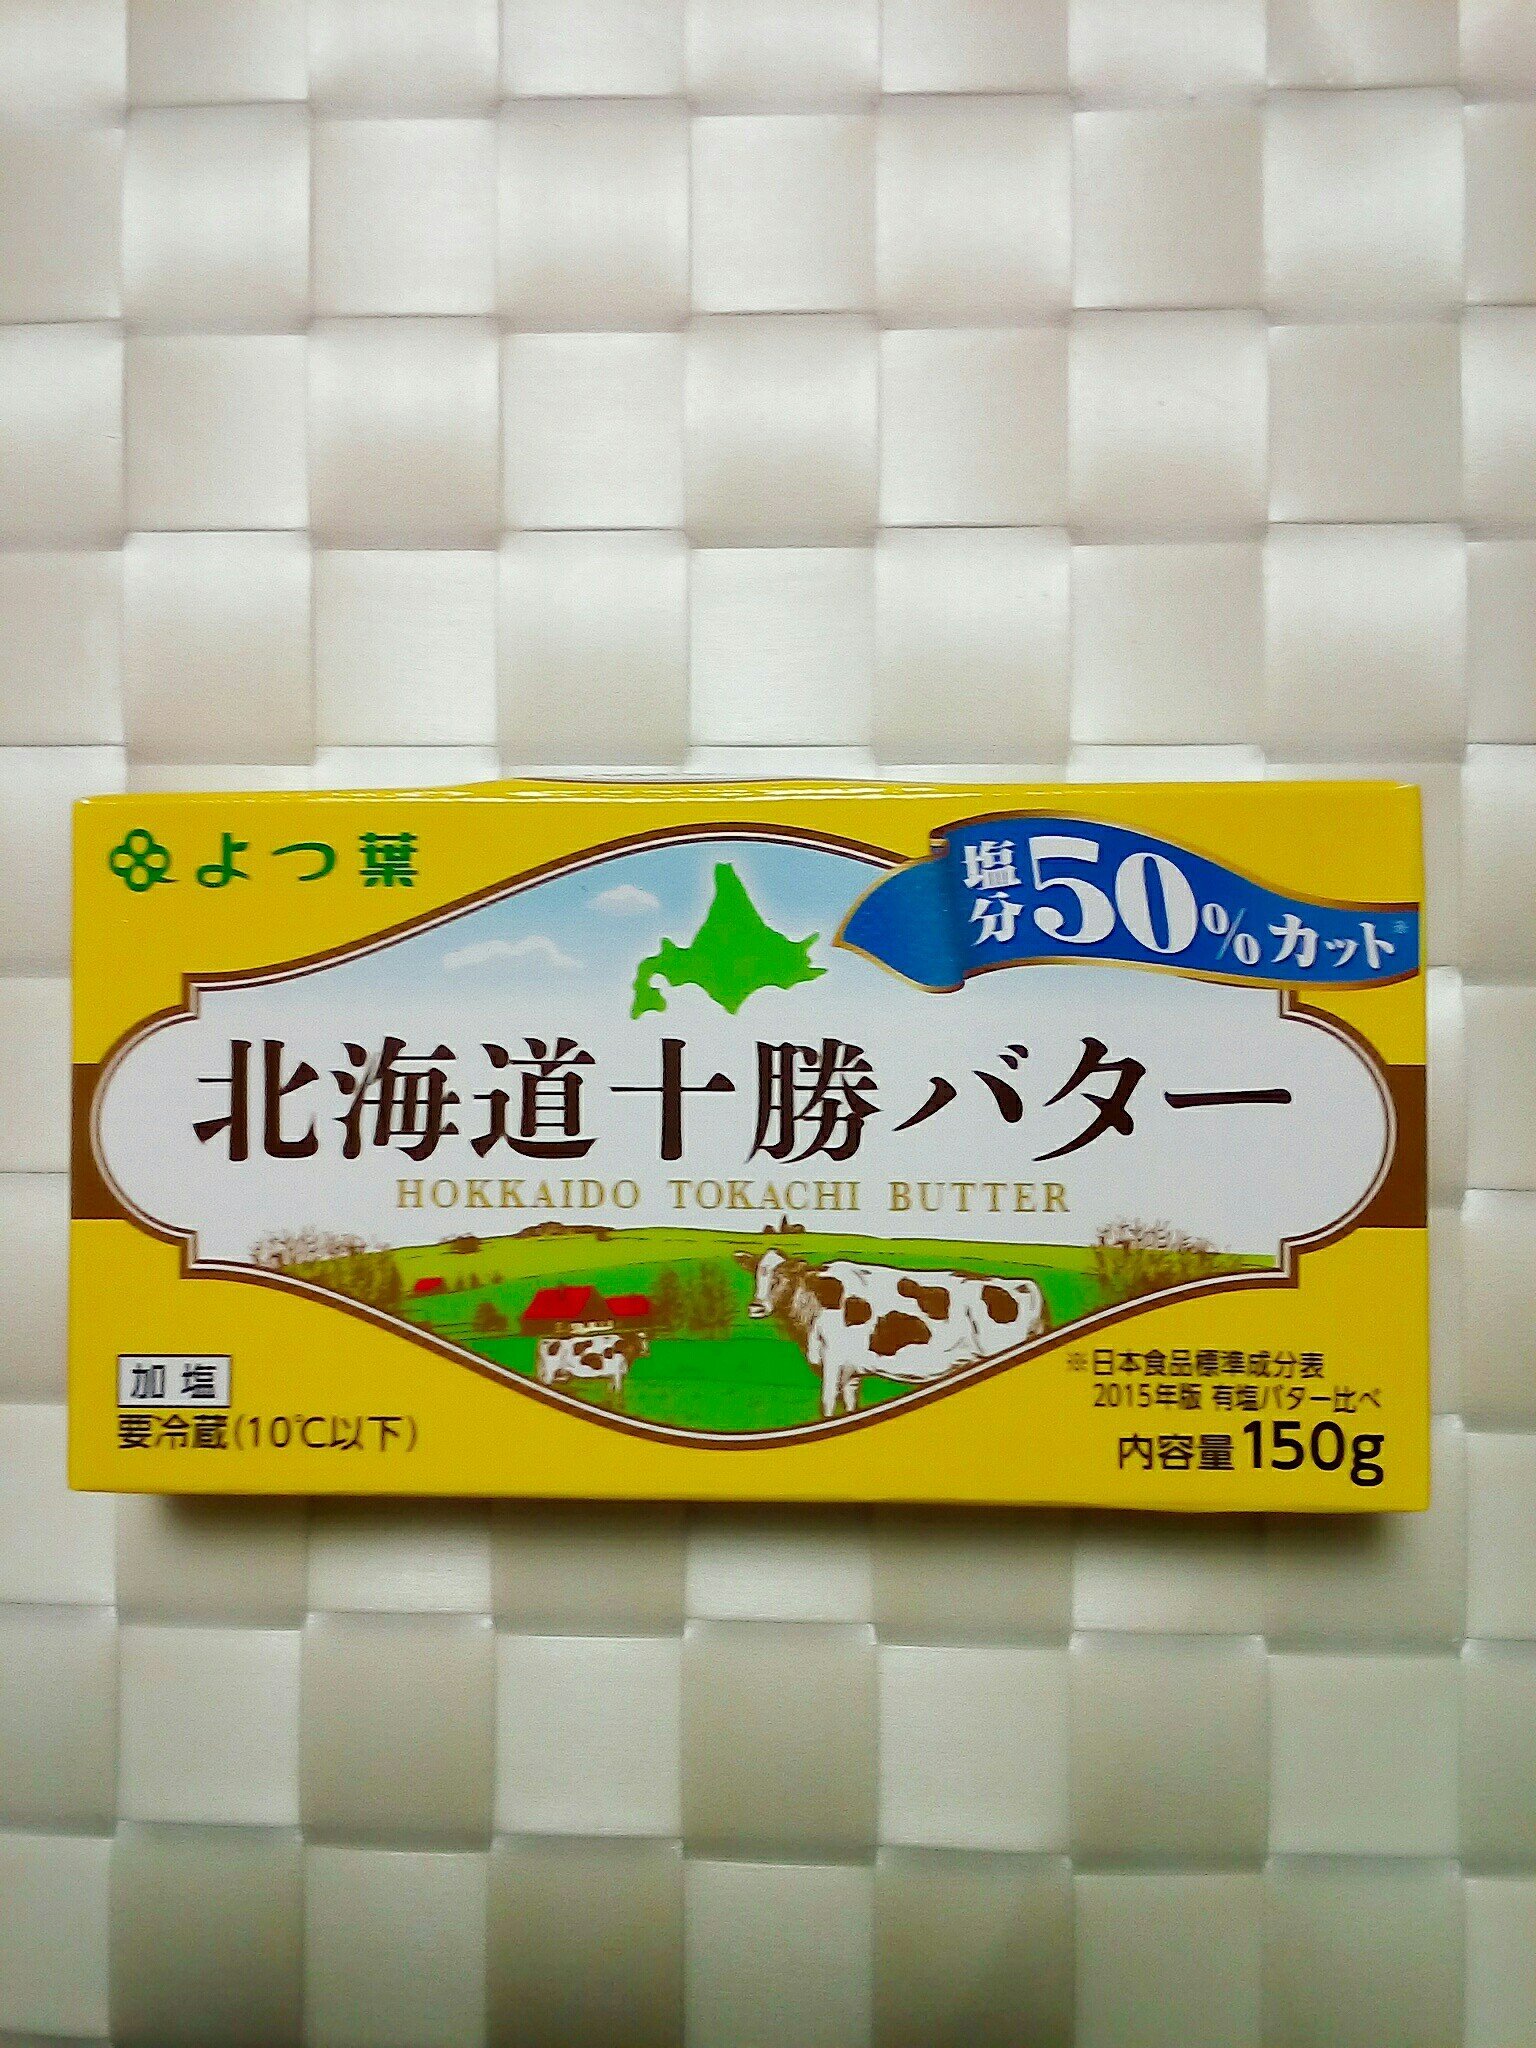 よつ葉
塩分50%カット※
北海道十勝バター
HOKKAIDO TOKACHI BUTTER
加塩
要冷蔵(10℃以下)
※日本食品標準成分表
2015年版 有塩バター比べ
内容量150g